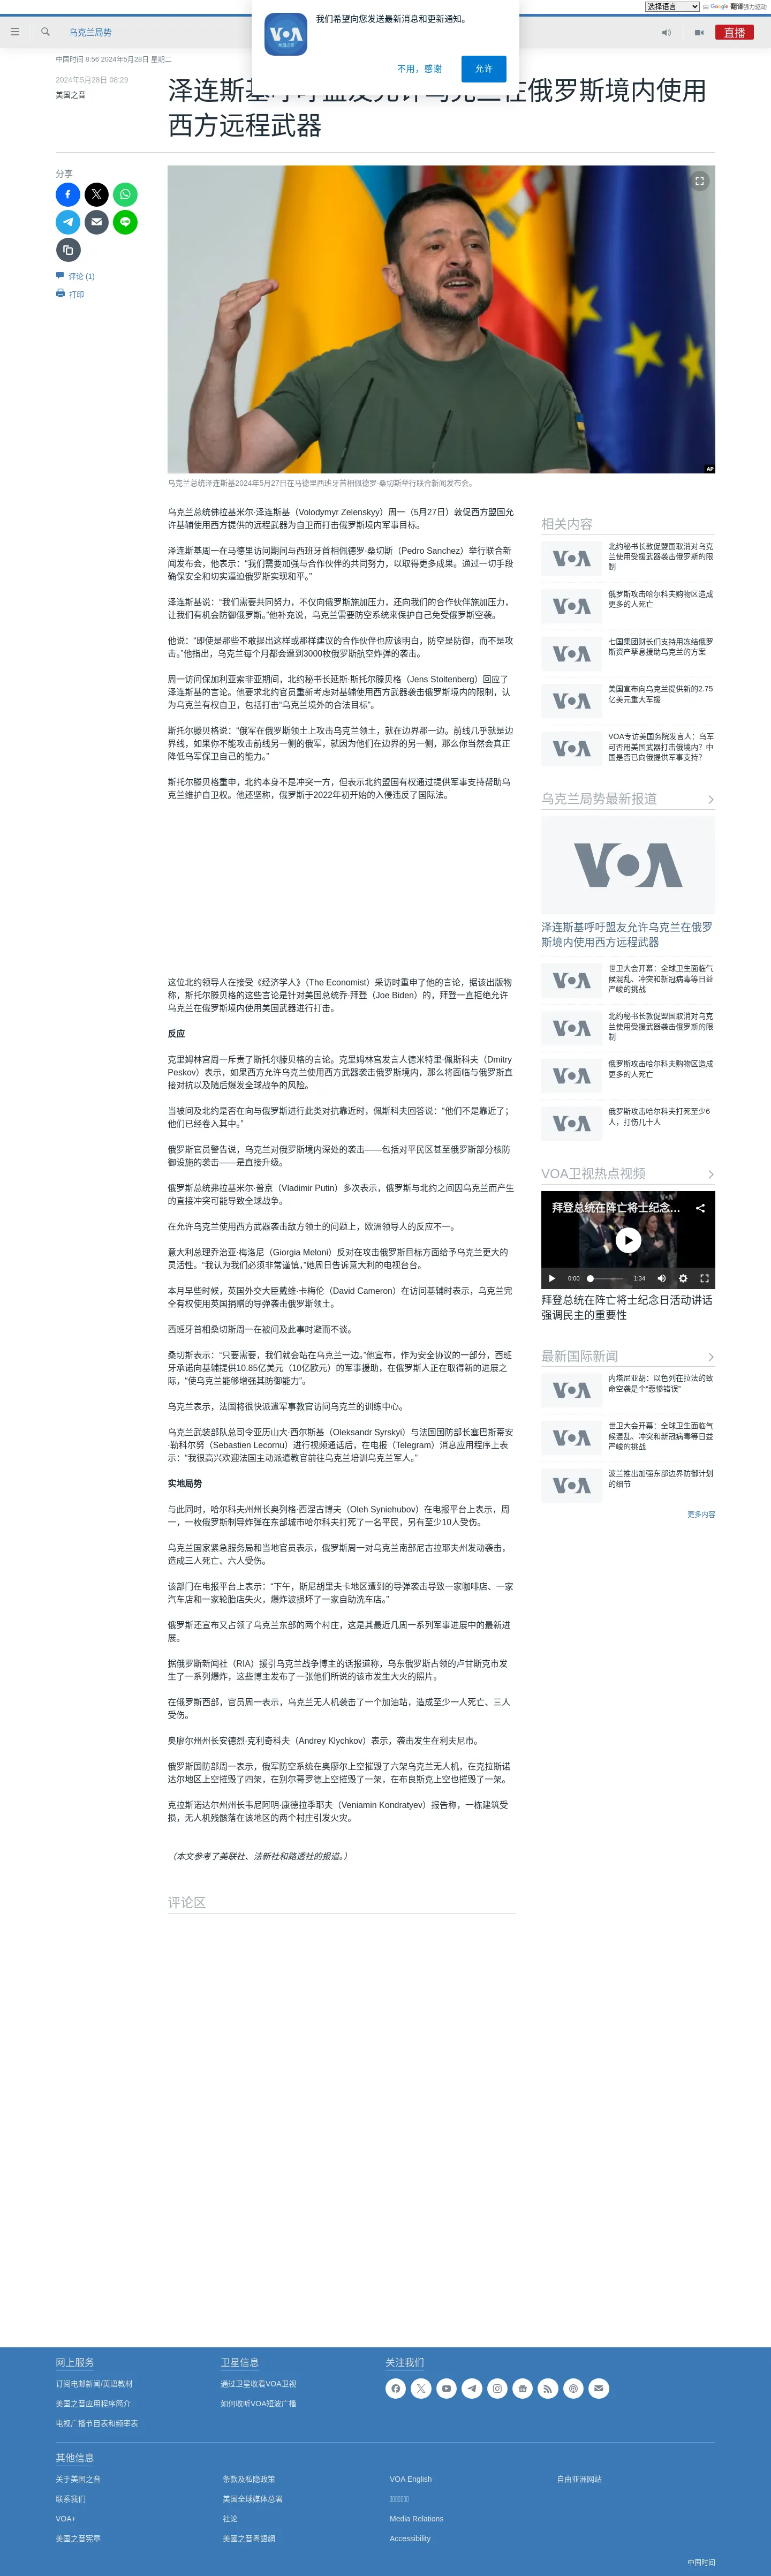 选择语言
由 Google 翻译强力驱动
乌克兰局势
直播
VOA
美国之音
我们希望向您发送最新消息和更新通知。
不用，感谢
允许
中国时间 8:56 2024年5月28日 星期二
2024年5月28日 08:29
美国之音
在俄罗斯境内使用
西方远程武器
分享
评论 (1)
打印
AP
乌克兰总统泽连斯基2024年5月27日在马德里西班牙首相佩德罗·桑切斯举行联合新闻发布会。
乌克兰总统佛拉基米尔·泽连斯基（Volodymyr Zelenskyy）周一（5月27日）敦促西方盟国允
许基辅使用西方提供的远程武器为自卫而打击俄罗斯境内军事目标。
泽连斯基周一在马德里访问期间与西班牙首相佩德罗·桑切斯（Pedro Sanchez）举行联合新
闻发布会，他表示：“我们需要加强与合作伙伴的共同努力，以取得更多成果。通过一切手段
确保安全和切实逼迫俄罗斯实现和平。”
泽连斯基说：“我们需要共同努力，不仅向俄罗斯施加压力，还向我们的合作伙伴施加压力，
让我们有机会防御俄罗斯。”他补充说，乌克兰需要防空系统来保护自己免受俄罗斯空袭。
他说：“即使是那些不敢提出这样或那样建议的合作伙伴也应该明白，防空是防御，而不是攻
击。”他指出，乌克兰每个月都会遭到3000枚俄罗斯航空炸弹的袭击。
周一访问保加利亚索非亚期间，北约秘书长延斯·斯托尔滕贝格（Jens Stoltenberg）回应了
泽连斯基的言论。他要求北约官员重新考虑对基辅使用西方武器袭击俄罗斯境内的限制，认
为乌克兰有权自卫，包括打击“乌克兰境外的合法目标”。
斯托尔滕贝格说：“俄军在俄罗斯领土上攻击乌克兰领土，就在边界那一边。前线几乎就是边
界线，如果你不能攻击前线另一侧的俄军，就因为他们在边界的另一侧，那么你当然会真正
降低乌军保卫自己的能力。”
斯托尔滕贝格重申，北约本身不是冲突一方，但表示北约盟国有权通过提供军事支持帮助乌
克兰维护自卫权。他还坚称，俄罗斯于2022年初开始的入侵违反了国际法。
这位北约领导人在接受《经济学人》（The Economist）采访时重申了他的言论，据该出版物
称，斯托尔滕贝格的这些言论是针对美国总统乔·拜登（Joe Biden）的，拜登一直拒绝允许
乌克兰在俄罗斯境内使用美国武器进行打击。
反应
克里姆林宫周一斥责了斯托尔滕贝格的言论。克里姆林宫发言人德米特里·佩斯科夫（Dmitry
Peskov）表示，如果西方允许乌克兰使用西方武器袭击俄罗斯境内，那么将面临与俄罗斯直
接对抗以及随后爆发全球战争的风险。
当被问及北约是否在向与俄罗斯进行此类对抗靠近时，佩斯科夫回答说：“他们不是靠近了；
他们已经卷入其中。”
俄罗斯官员警告说，乌克兰对俄罗斯境内深处的袭击——包括对平民区甚至俄罗斯部分核防
御设施的袭击——是直接升级。
俄罗斯总统弗拉基米尔·普京（Vladimir Putin）多次表示，俄罗斯与北约之间因乌克兰而产生
的直接冲突可能导致全球战争。
在允许乌克兰使用西方武器袭击敌方领土的问题上，欧洲领导人的反应不一。
意大利总理乔治亚·梅洛尼（Giorgia Meloni）反对在攻击俄罗斯目标方面给予乌克兰更大的
灵活性。“我认为我们必须非常谨慎，”她周日告诉意大利的电视台台。
本月早些时候，英国外交大臣戴维·卡梅伦（David Cameron）在访问基辅时表示，乌克兰完
全有权使用英国捐赠的导弹袭击俄罗斯领土。
西班牙首相桑切斯周一在被问及此事时避而不谈。
桑切斯表示：“只要需要，我们就会站在乌克兰一边。”他宣布，作为安全协议的一部分，西班
牙承诺向基辅提供10.85亿美元（10亿欧元）的军事援助，在俄罗斯人正在取得新的进展之
际，“使乌克兰能够增强其防御能力”。
乌克兰表示，法国将很快派遣军事教官访问乌克兰的训练中心。
乌克兰武装部队总司令亚历山大·西尔斯基（Oleksandr Syrskyi）与法国国防部长塞巴斯蒂安
·勒科尔努（Sebastien Lecornu）进行视频通话后，在电报（Telegram）消息应用程序上表
示：“我很高兴欢迎法国主动派遣教官前往乌克兰培训乌克兰军人。”
实地局势
与此同时，哈尔科夫州州长奥列格·西涅古博夫（Oleh Syniehubov）在电报平台上表示，周
一，一枚俄罗斯制导炸弹在东部城市哈尔科夫打死了一名平民，另有至少10人受伤。
乌克兰国家紧急服务局和当地官员表示，俄罗斯周一对乌克兰南部尼古拉耶夫州发动袭击，
造成三人死亡、六人受伤。
该部门在电报平台上表示：“下午，斯尼胡里夫卡地区遭到的导弹袭击导致一家咖啡店、一家
汽车店和一家轮胎店失火，爆炸波损坏了一家自助洗车店。”
俄罗斯还宣布又占领了乌克兰东部的两个村庄，这是其最近几周一系列军事进展中的最新进
展。
据俄罗斯新闻社（RIA）援引乌克兰战争博主的话报道称，乌东俄罗斯占领的卢甘斯克市发
生了一系列爆炸，这些博主发布了一张他们所说的该市发生大火的照片。
在俄罗斯西部，官员周一表示，乌克兰无人机袭击了一个加油站，造成至少一人死亡、三人
受伤。
奥廖尔州州长安德烈·克利奇科夫（Andrey Klychkov）表示，袭击发生在利夫尼市。
俄罗斯国防部周一表示，俄军防空系统在奥廖尔上空摧毁了六架乌克兰无人机，在克拉斯诺
达尔地区上空摧毁了四架，在别尔哥罗德上空摧毁了一架，在布良斯克上空也摧毁了一架。
克拉斯诺达尔州州长韦尼阿明·康德拉季耶夫（Veniamin Kondratyev）报告称，一栋建筑受
损，无人机残骸落在该地区的两个村庄引发火灾。
（本文参考了美联社、法新社和路透社的报道。）
评论区
相关内容
VOA
北约秘书长敦促盟国取消对乌克
兰使用受援武器袭击俄罗斯的限
制
VOA
俄罗斯攻击哈尔科夫购物区造成
更多的人死亡
VOA
七国集团财长们支持用冻结俄罗
斯资产孳息援助乌克兰的方案
VOA
美国宣布向乌克兰提供新的2.75
亿美元重大军援
VOA
VOA专访美国务院发言人：乌军
可否用美国武器打击俄境内？中
国是否已向俄提供军事支持？
乌克兰局势最新报道
VOA
泽连斯基呼吁盟友允许乌克兰在俄罗
斯境内使用西方远程武器
VOA
世卫大会开幕：全球卫生面临气
候混乱、冲突和新冠病毒等日益
严峻的挑战
VOA
北约秘书长敦促盟国取消对乌克
兰使用受援武器袭击俄罗斯的限
制
VOA
俄罗斯攻击哈尔科夫购物区造成
更多的人死亡
VOA
俄罗斯攻击哈尔科夫打死至少6
人，打伤几十人
VOA卫视热点视频
拜登总统在阵亡将士纪念...
0:00
1:34
拜登总统在阵亡将士纪念日活动讲话
强调民主的重要性
最新国际新闻
VOA
内塔尼亚胡：以色列在拉法的致
命空袭是个“悲惨错误”
VOA
世卫大会开幕：全球卫生面临气
候混乱、冲突和新冠病毒等日益
严峻的挑战
VOA
波兰推出加强东部边界防御计划
的细节
更多内容
网上服务
订阅电邮新闻/英语教材
美国之音应用程序简介
电视广播节目表和频率表
卫星信息
通过卫星收看VOA卫视
如何收听VOA短波广播
关注我们
其他信息
关于美国之音
条款及私隐政策
VOA English
自由亚洲网站
联系我们
美国全球媒体总署
VOA+
社论
Media Relations
美国之音宪章
美國之音粵語網
Accessibility
中国时间